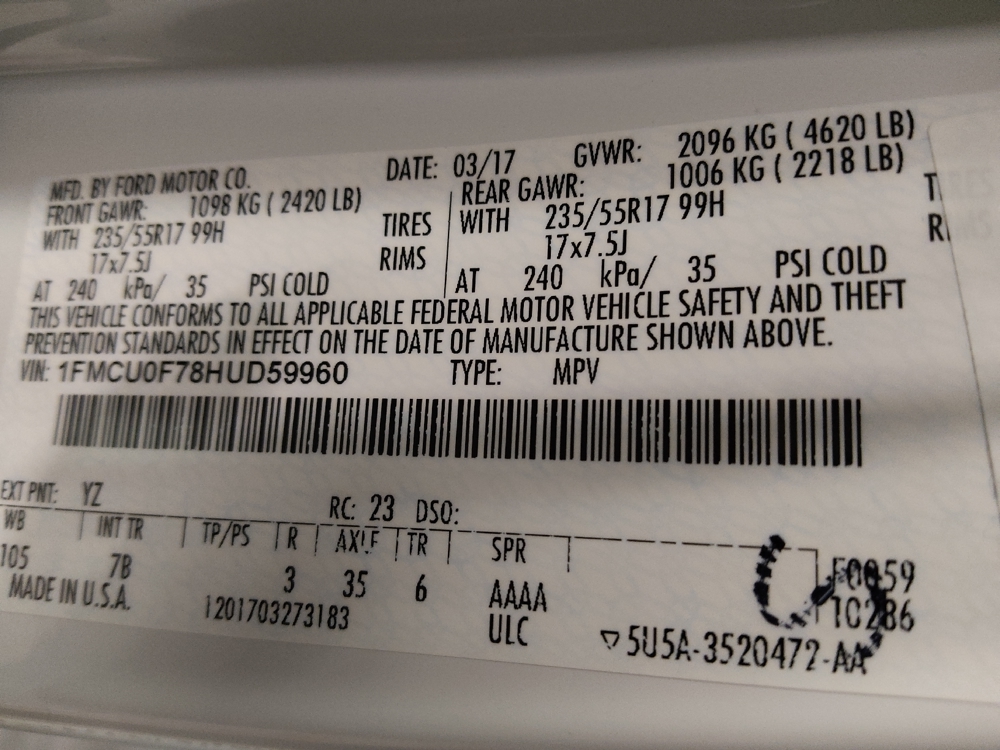 MFD. BY FORD MOTOR CO. DATE: 03/17 GVWR: 2096 KG ( 4620 LB)
FRONT GAWR: 1098 KG ( 2420 LB) REAR GAWR: 1006 KG ( 2218 LB)
WITH 235/55R17 99H TIRES WITH 235/55R17 99H
17x7.5J RIMS 17x7.5J
AT 240 kPa/ 35 PSI COLD AT 240 kPa/ 35 PSI COLD
THIS VEHICLE CONFORMS TO ALL APPLICABLE FEDERAL MOTOR VEHICLE SAFETY AND THEFT
PREVENTION STANDARDS IN EFFECT ON THE DATE OF MANUFACTURE SHOWN ABOVE.
VIN: 1FMCU0F78HUD59960 TYPE: MPV
EXT PNT: YZ RC: 23 DSO:
WB INT TR TP/PS R AXLE TR SPR
105 7B 3 35 6 AAAA F0059
MADE IN U.S.A. 1201703273183 ULC 10286
5U5A-3520472-AA